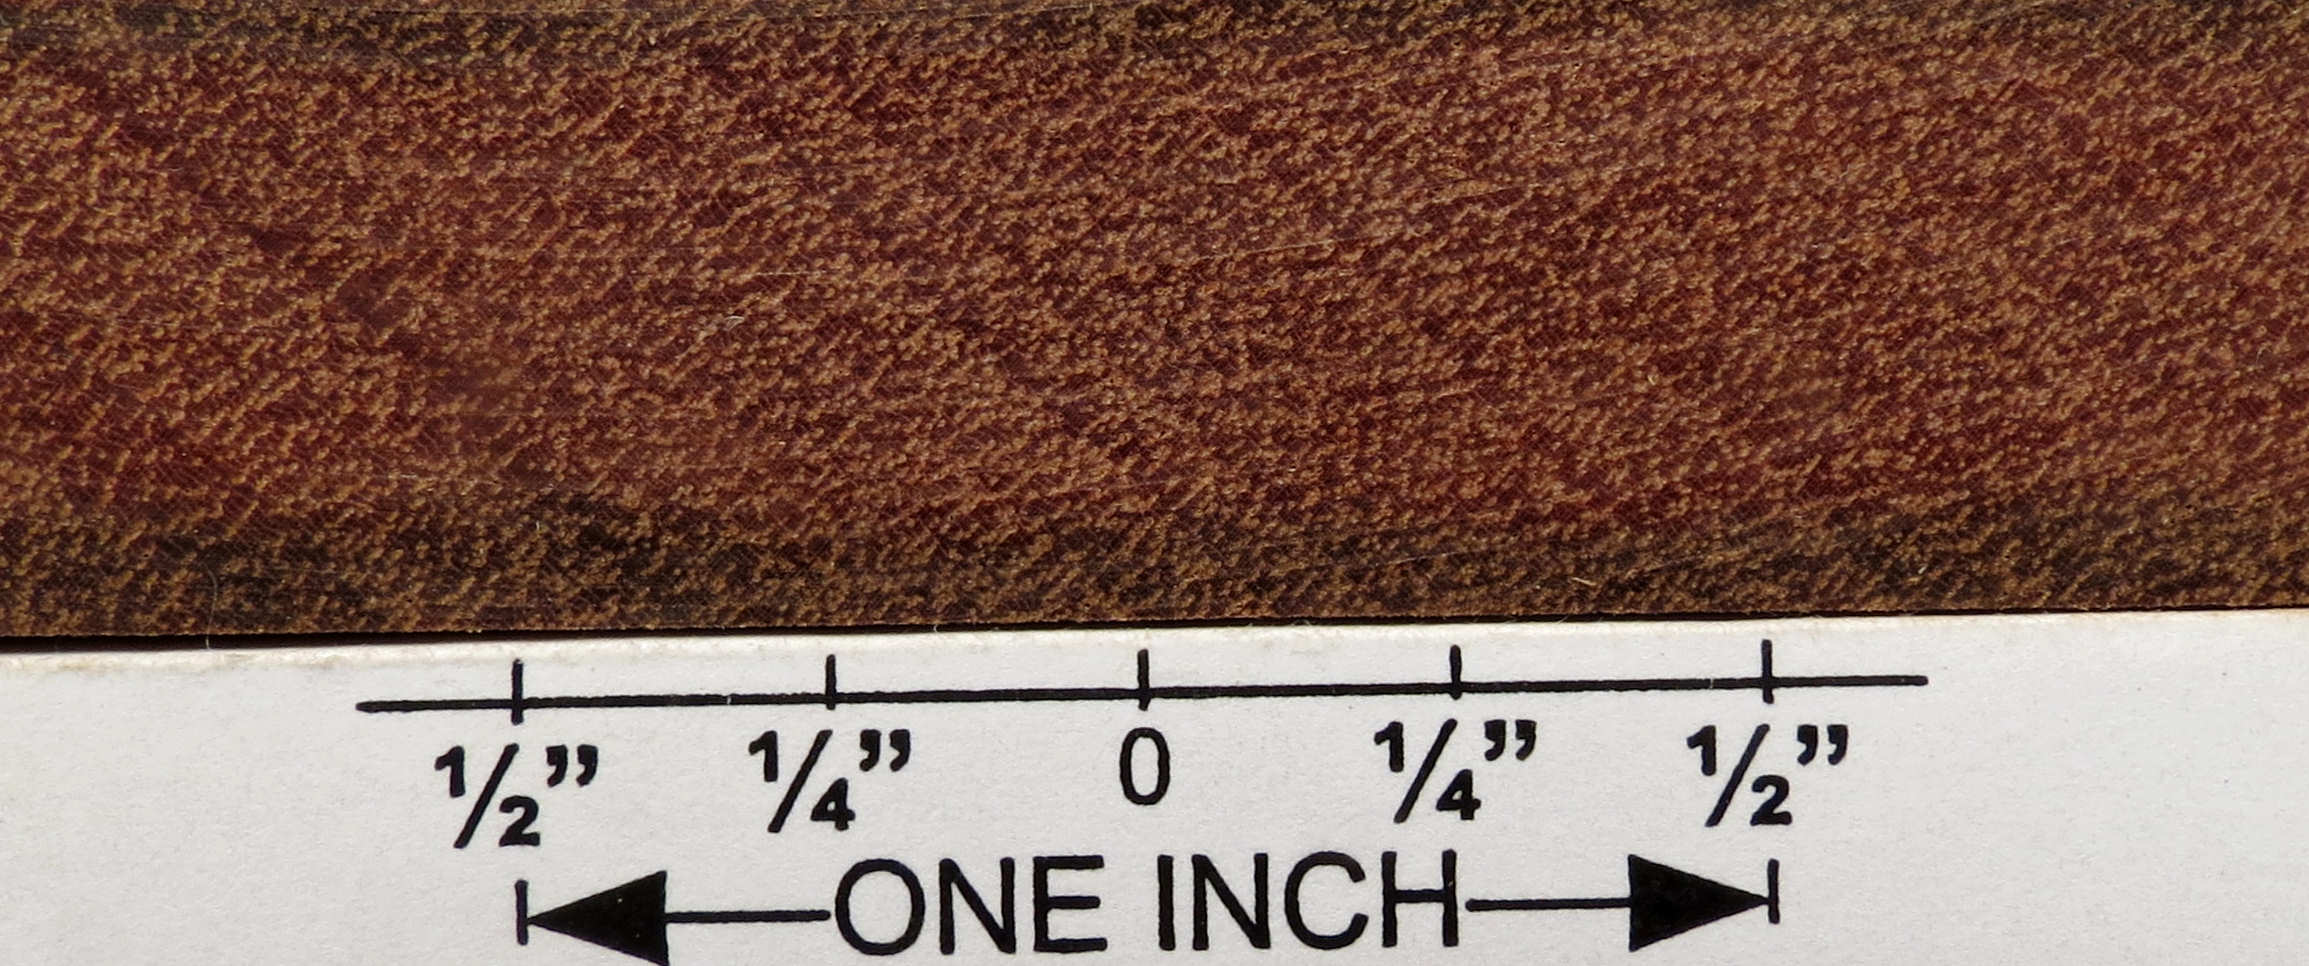 ½” ¼” 0 ¼” ½”
ONE INCH